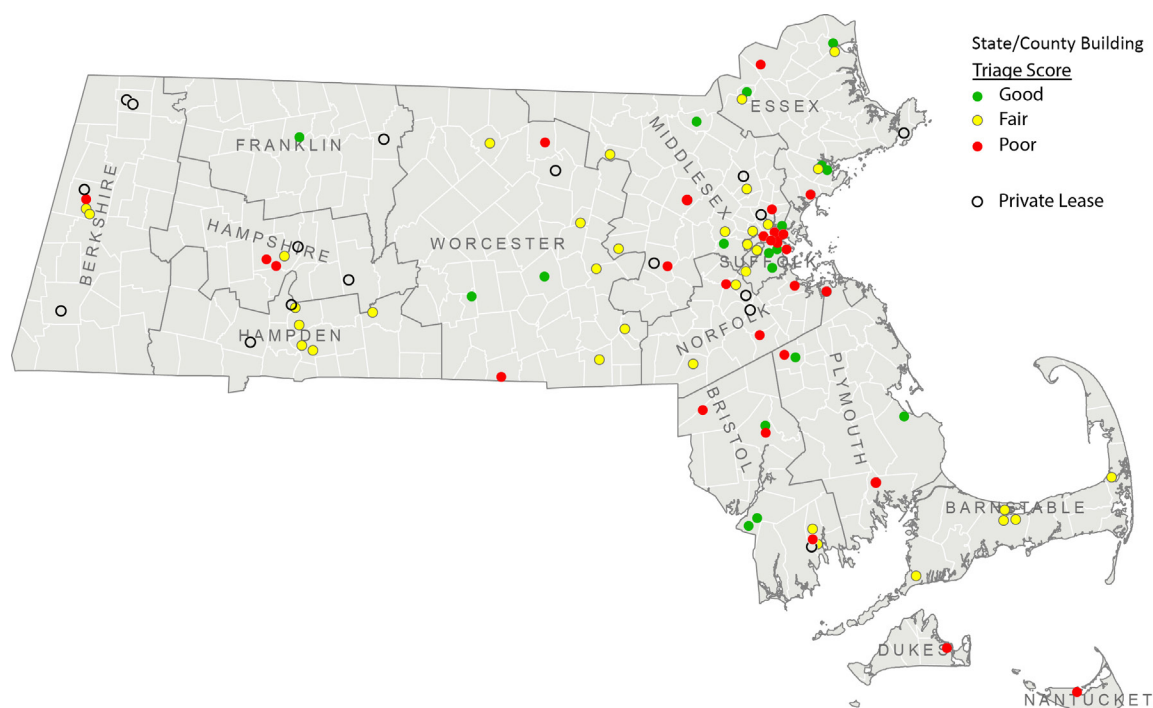 State/County Building
Triage Score
Good
Fair
Poor
Private Lease
ESSEX
MIDDLESEX
FRANKLIN
BERKSHIRE
HAMPSHIRE
WORCESTER
SUFFOLK
HAMPDEN
NORFOLK
PLYMOUTH
BRISTOL
BARNSTABLE
DUKES
NANTUCKET